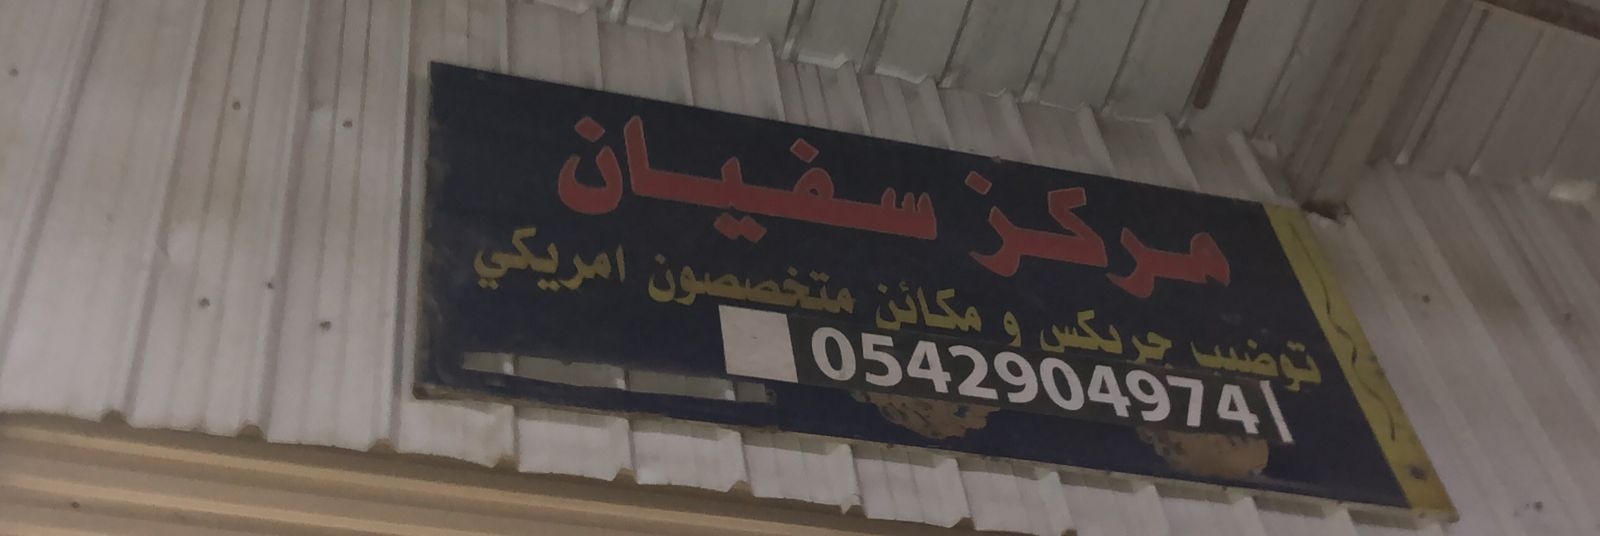 مركز سفيان
توضيب جربكس و مكائن متخصصون امريكي
0542904974